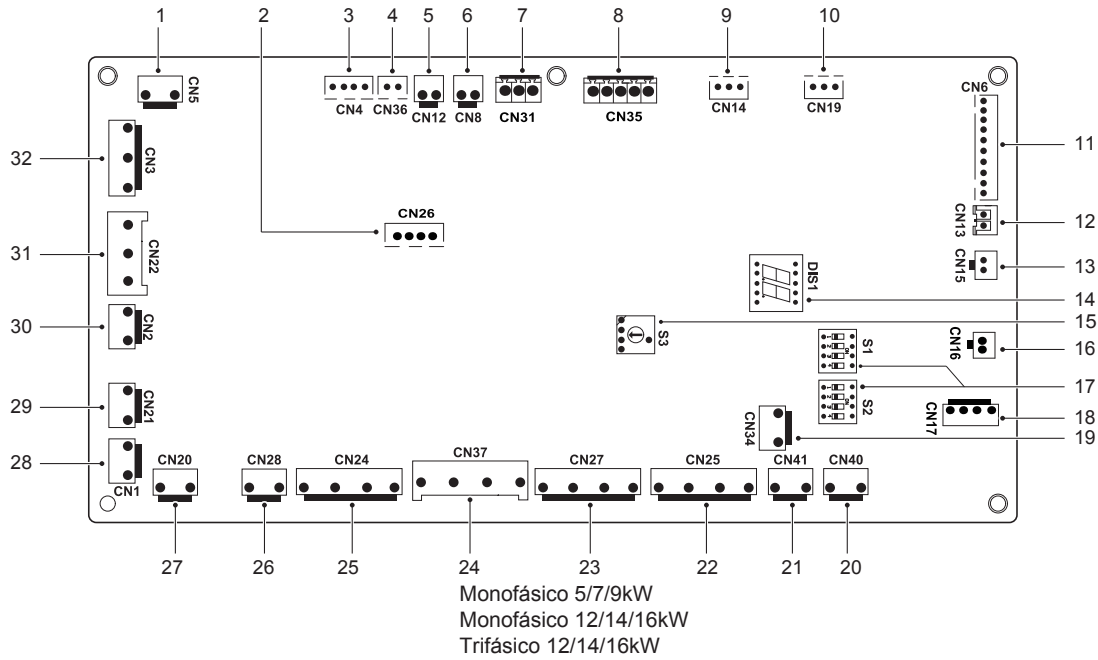 1 2 3 4 5 6 7 8 9 10
CN5
CN4 CN36 CN12 CN8 CN31 CN35 CN14 CN19
CN6
11
32
CN3
CN26
CN13
12
31
CN22
CN15
13
DIS1
14
30
CN2
S3
15
S1
CN16
16
17
29
CN21
S2
CN17
18
CN34
19
28
CN1
CN20 CN28 CN24 CN37 CN27 CN25 CN41 CN40
27 26 25 24 23 22 21 20
Monofásico 5/7/9kW
Monofásico 12/14/16kW
Trifásico 12/14/16kW